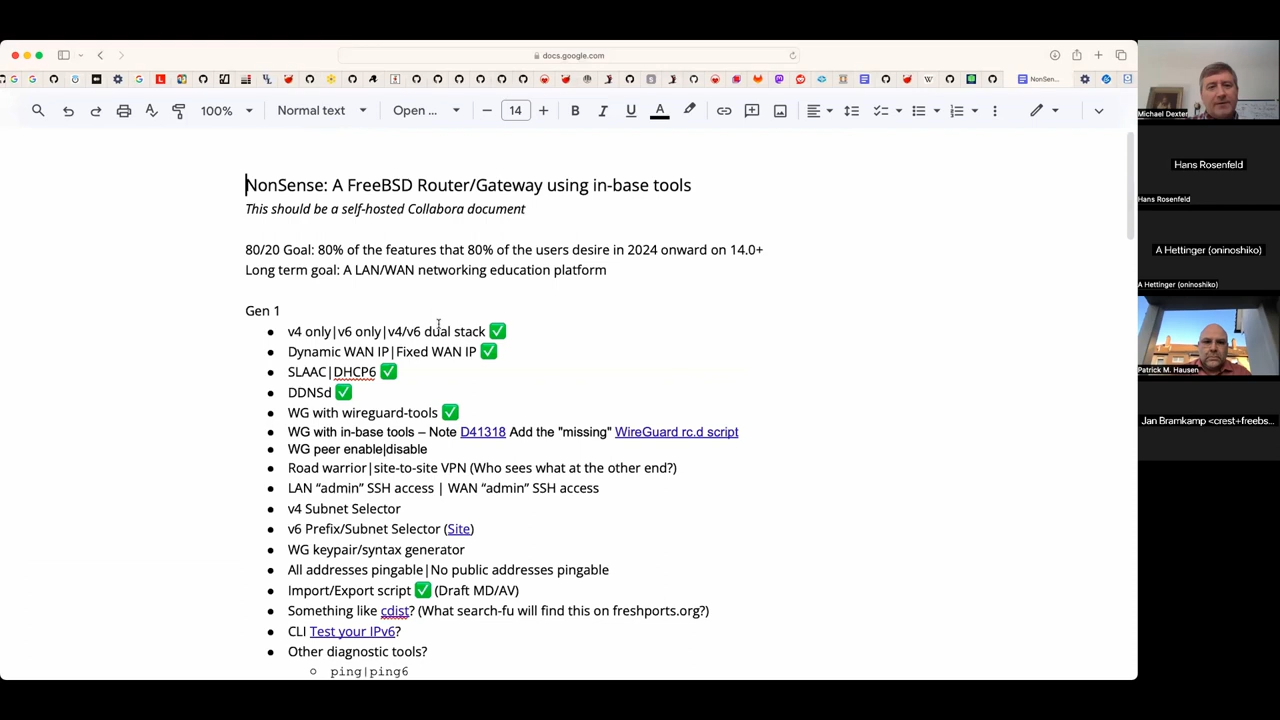 docs.google.com
NonSen...
100%
Normal text
Open ...
14
B
I
U
A
NonSense: A FreeBSD Router/Gateway using in-base tools
This should be a self-hosted Collabora document
80/20 Goal: 80% of the features that 80% of the users desire in 2024 onward on 14.0+
Long term goal: A LAN/WAN networking education platform
Gen 1
v4 only|v6 only|v4/v6 dual stack ✅
Dynamic WAN IP|Fixed WAN IP ✅
SLAAC|DHCP6 ✅
DDNSd ✅
WG with wireguard-tools ✅
WG with in-base tools – Note D41318 Add the "missing" WireGuard rc.d script
WG peer enable|disable
Road warrior|site-to-site VPN (Who sees what at the other end?)
LAN “admin” SSH access | WAN “admin” SSH access
v4 Subnet Selector
v6 Prefix/Subnet Selector (Site)
WG keypair/syntax generator
All addresses pingable|No public addresses pingable
Import/Export script ✅ (Draft MD/AV)
Something like cdist? (What search-fu will find this on freshports.org?)
CLI Test your IPv6?
Other diagnostic tools?
ping|ping6
Michael Dexter
Hans Rosenfeld
Hans Rosenfeld
A Hettinger (oninoshiko)
A Hettinger (oninoshiko)
Patrick M. Hausen
Jan Bramkamp <crest+freebs...